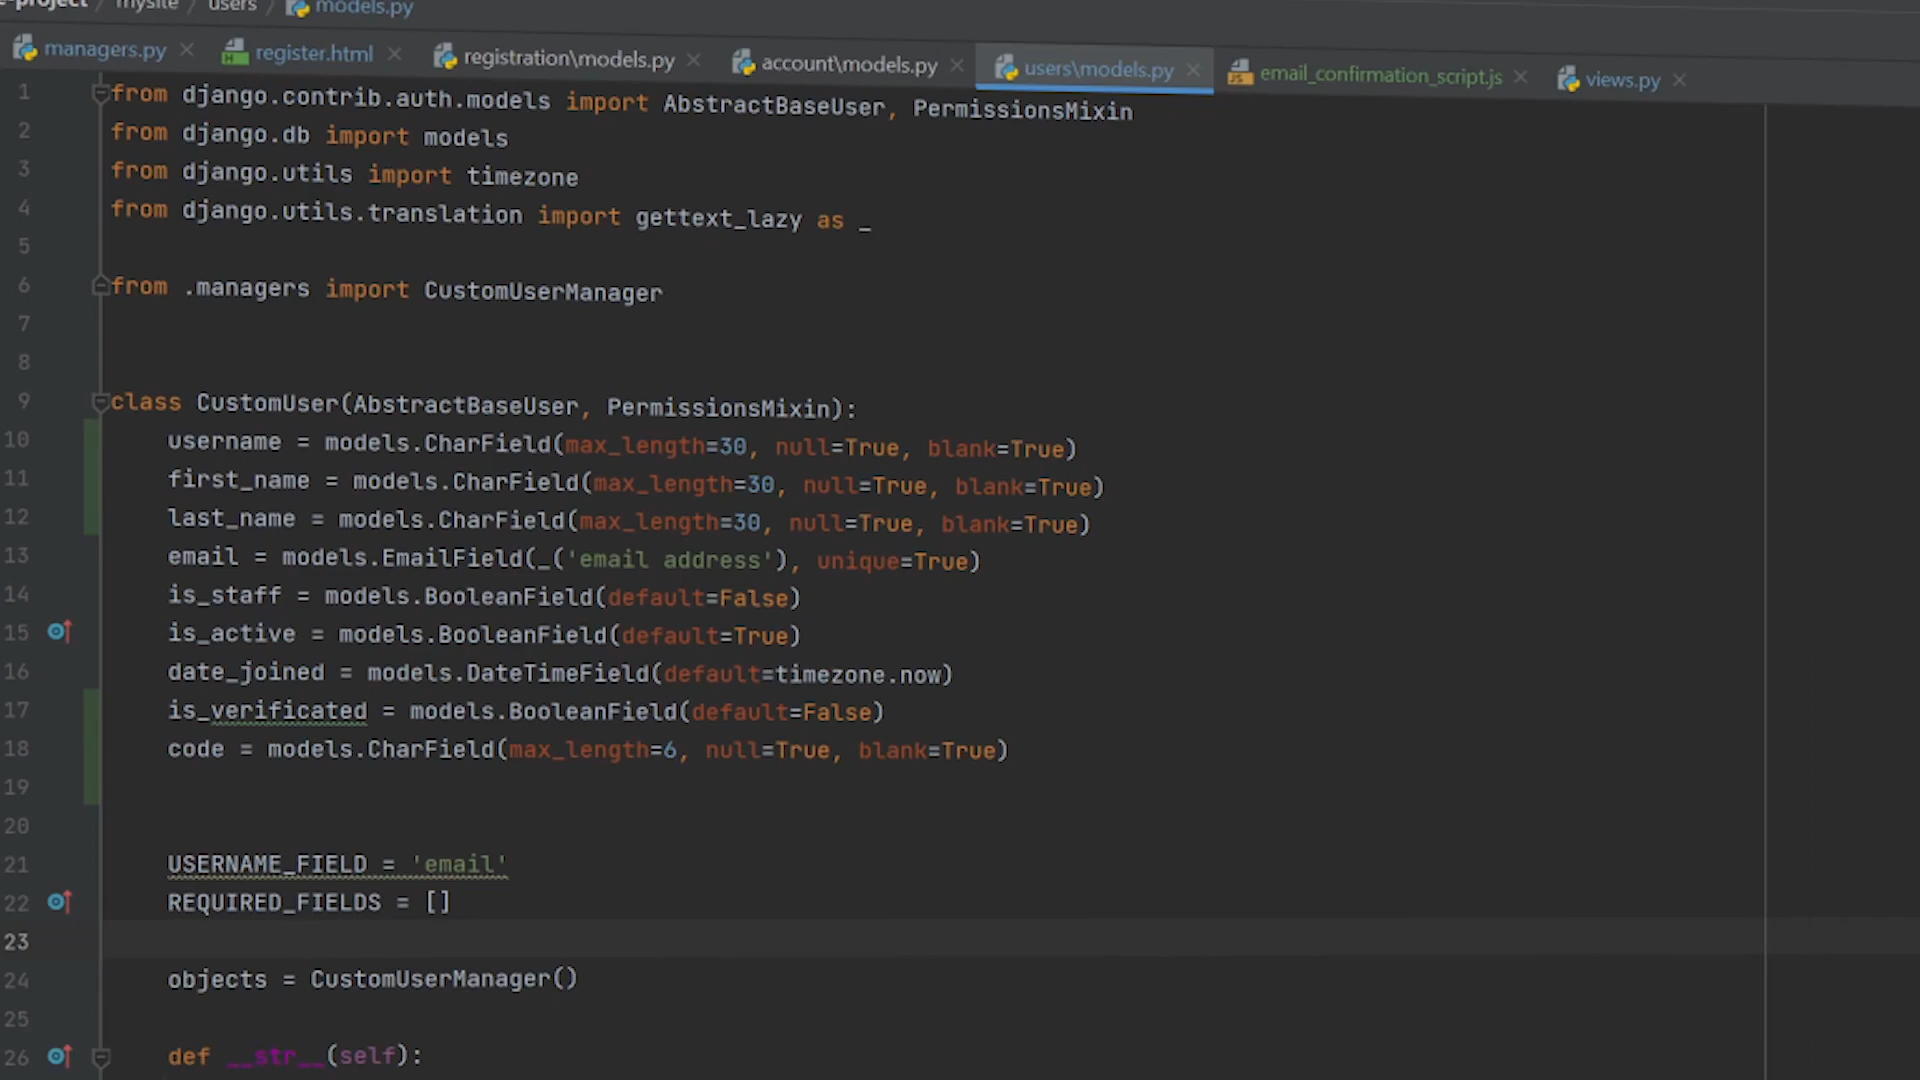 e-project / mysite / users / models.py
managers.py × register.html × registration\models.py × account\models.py × users\models.py × email_confirmation_script.js × views.py ×
1 from django.contrib.auth.models import AbstractBaseUser, PermissionsMixin
2 from django.db import models
3 from django.utils import timezone
4 from django.utils.translation import gettext_lazy as _
5
6 from .managers import CustomUserManager
7
8
9 class CustomUser(AbstractBaseUser, PermissionsMixin):
10 username = models.CharField(max_length=30, null=True, blank=True)
11 first_name = models.CharField(max_length=30, null=True, blank=True)
12 last_name = models.CharField(max_length=30, null=True, blank=True)
13 email = models.EmailField(_('email address'), unique=True)
14 is_staff = models.BooleanField(default=False)
15 is_active = models.BooleanField(default=True)
16 date_joined = models.DateTimeField(default=timezone.now)
17 is_verificated = models.BooleanField(default=False)
18 code = models.CharField(max_length=6, null=True, blank=True)
19
20
21 USERNAME_FIELD = 'email'
22 REQUIRED_FIELDS = []
23
24 objects = CustomUserManager()
25
26 def __str__(self):